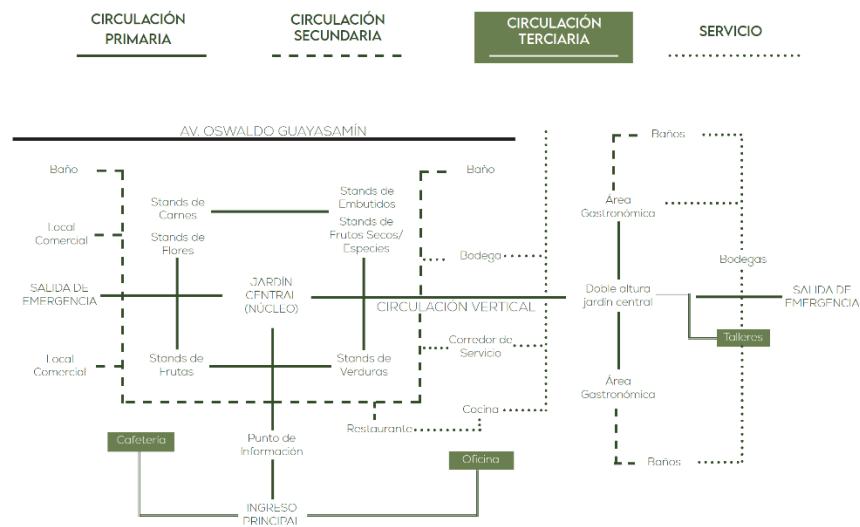 CIRCULACIÓN
PRIMARIA
CIRCULACIÓN
SECUNDARIA
CIRCULACIÓN
TERCIARIA
SERVICIO
AV. OSWALDO GUAYASAMÍN
Baño
Stands de
Carnes
Stands de
Embutidos
Baño
Baños
Local
Comercial
Stands de
Flores
Stands de
Frutos Secos/
Especies
Área
Gastronómica
Bodega
Bodegas
SALIDA DE
EMERGENCIA
JARDÍN
CENTRAL
(NÚCLEO)
CIRCULACIÓN VERTICAL
Doble altura
jardín central
SALIDA DE
EMERGENCIA
Local
Comercial
Stands de
Frutas
Stands de
Verduras
Corredor de
Servicio
Talleres
Área
Gastronómica
Cocina
Restaurante
Cafetería
Punto de
Información
Oficina
Baños
INGRESO
PRINCIPAL